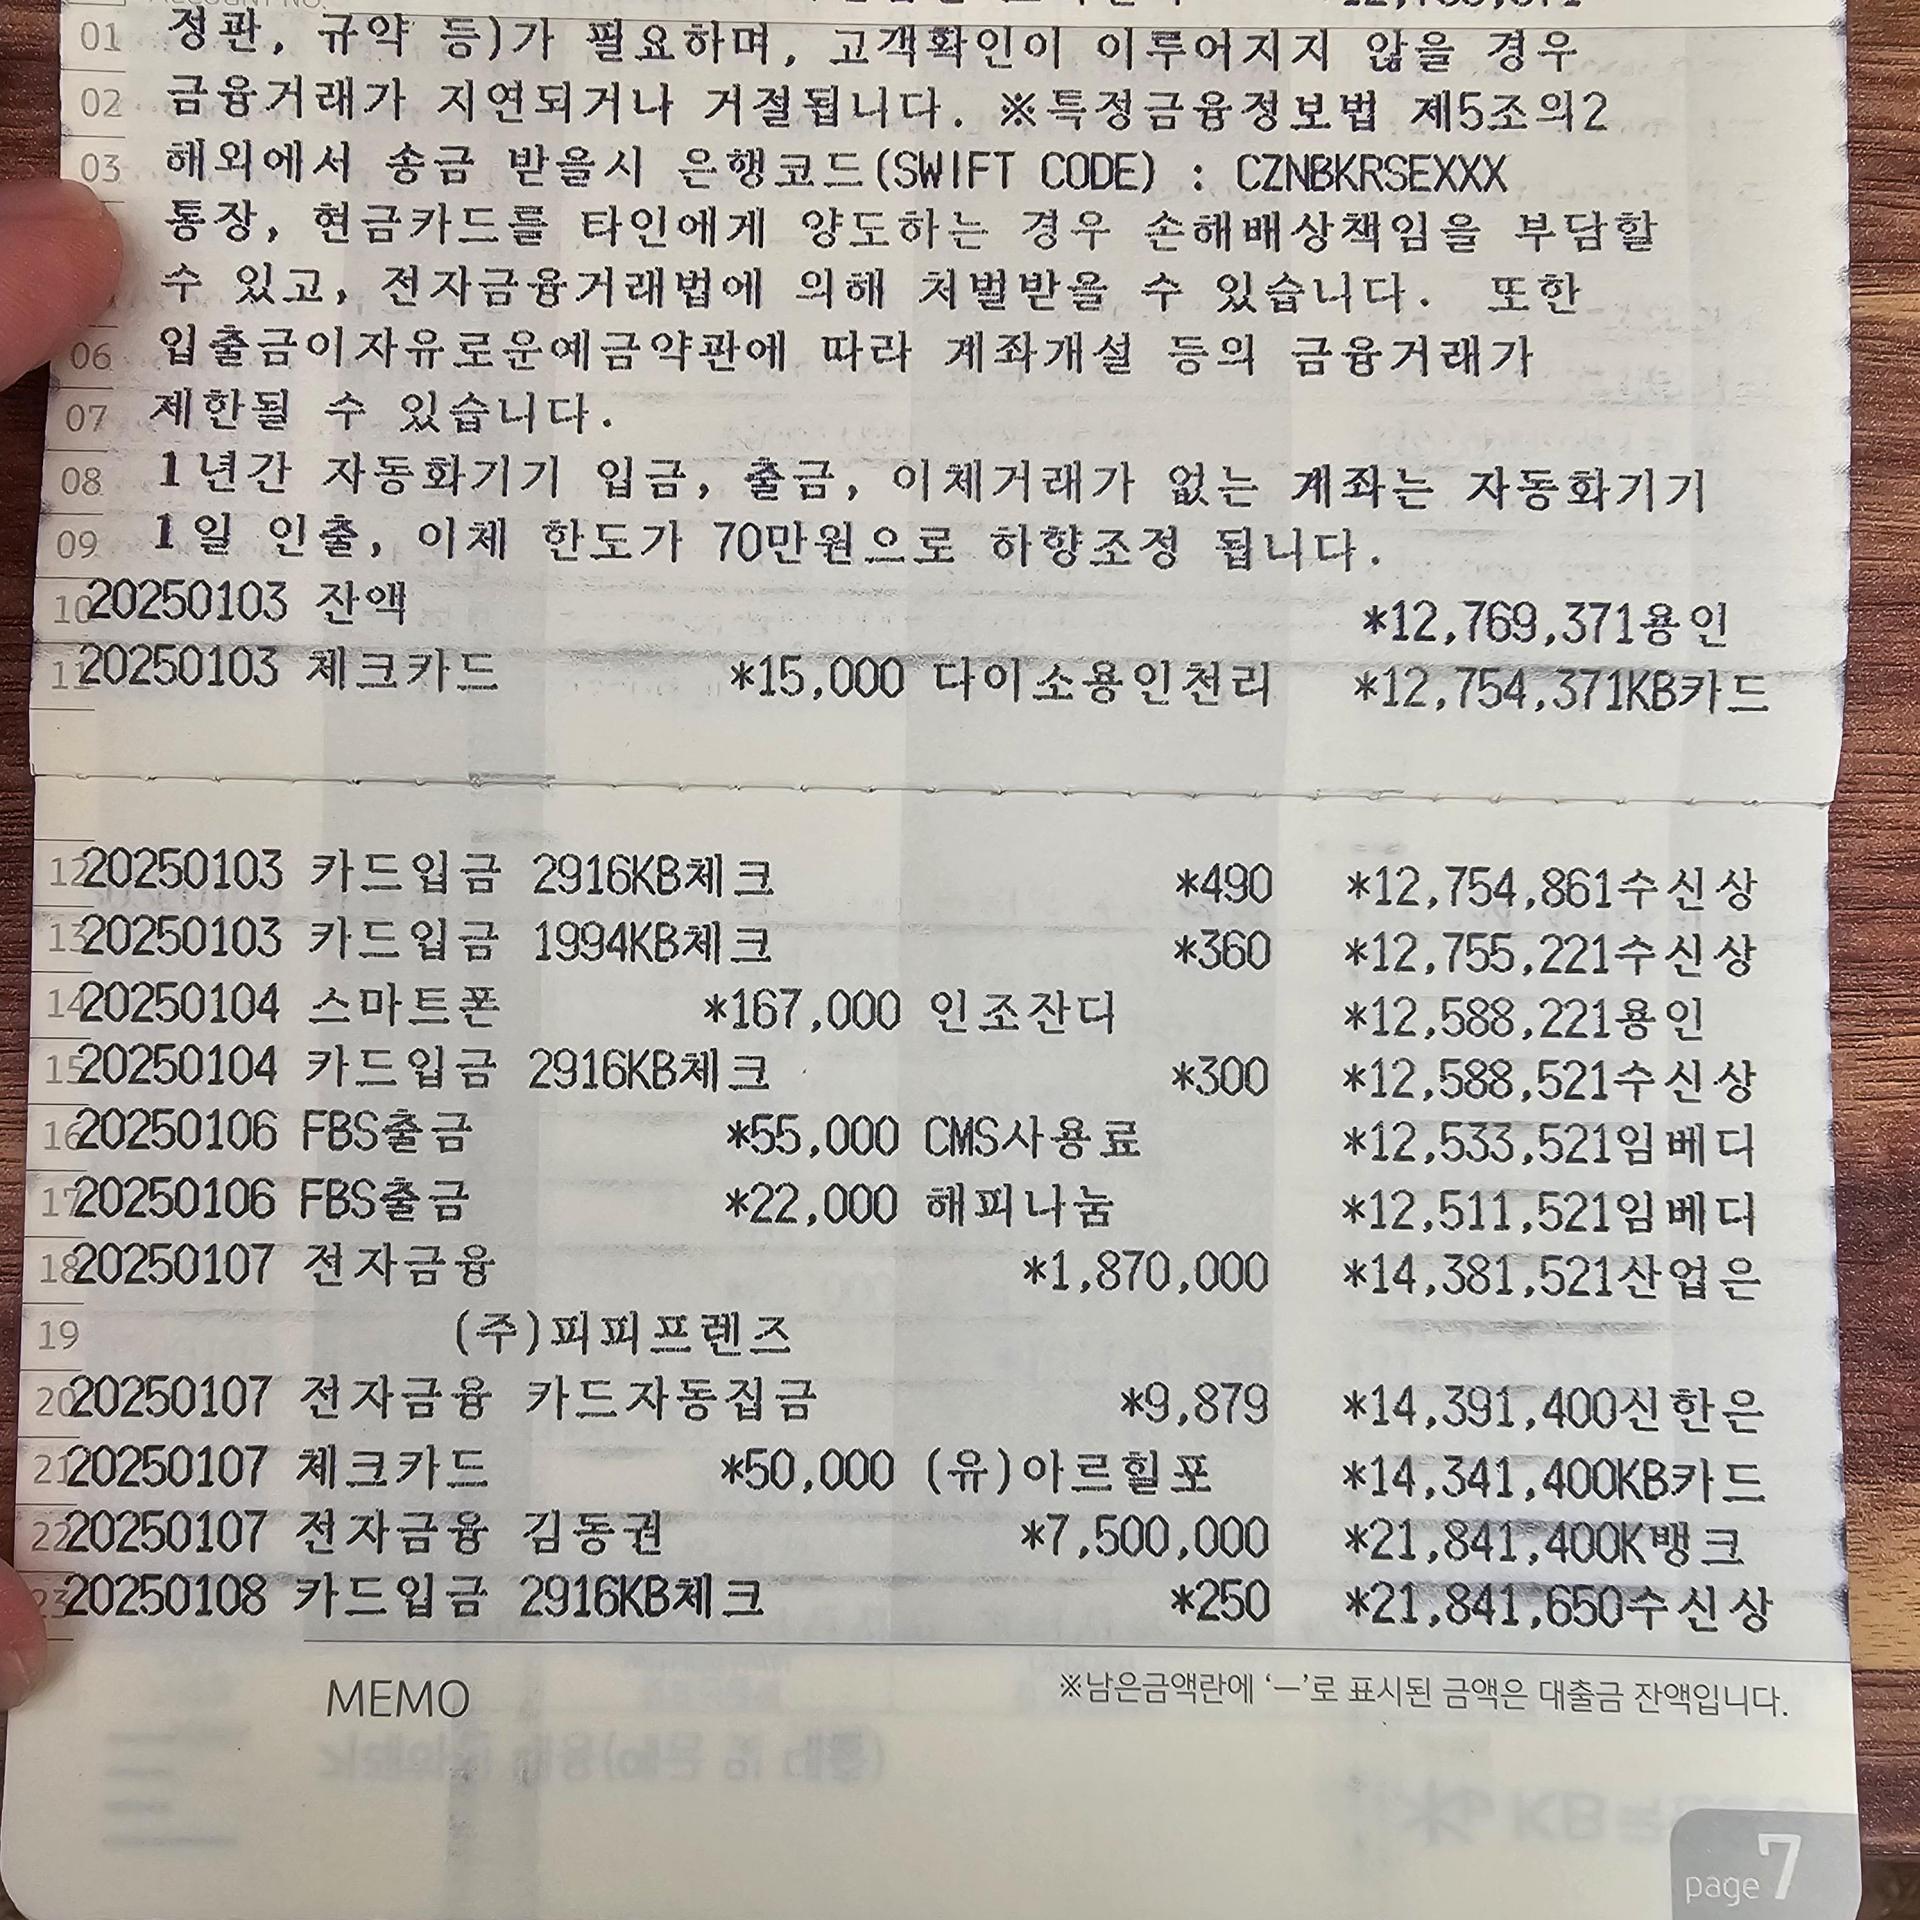 01 정관, 규약 등)가 필요하며, 고객확인이 이루어지지 않을 경우
02 금융거래가 지연되거나 거절됩니다. ※특정금융정보법 제5조의2
03 해외에서 송금 받을시 은행코드(SWIFT CODE) : CZNBKRSEXXX
통장, 현금카드를 타인에게 양도하는 경우 손해배상책임을 부담할
수 있고, 전자금융거래법에 의해 처벌받을 수 있습니다. 또한
06 입출금이자유로운예금약관에 따라 계좌개설 등의 금융거래가
07 제한될 수 있습니다.
08 1년간 자동화기기 입금, 출금, 이체거래가 없는 계좌는 자동화기기
09 1일 인출, 이체 한도가 70만원으로 하향조정 됩니다.
10 20250103 잔액 *12,769,371용인
11 20250103 체크카드 *15,000 다이소용인천리 *12,754,371KB카드
12 20250103 카드입금 2916KB체크 *490 *12,754,861수신상
13 20250103 카드입금 1994KB체크 *360 *12,755,221수신상
14 20250104 스마트폰 *167,000 인조잔디 *12,588,221용인
15 20250104 카드입금 2916KB체크 *300 *12,588,521수신상
16 20250106 FBS출금 *55,000 CMS사용료 *12,533,521임베디
17 20250106 FBS출금 *22,000 해피나눔 *12,511,521임베디
18 20250107 전자금융 *1,870,000 *14,381,521산업은
19 (주)피피프렌즈
20 20250107 전자금융 카드자동집금 *9,879 *14,391,400신한은
21 20250107 체크카드 *50,000 (유)아르힐포 *14,341,400KB카드
22 20250107 전자금융 김동권 *7,500,000 *21,841,400K뱅크
23 20250108 카드입금 2916KB체크 *250 *21,841,650수신상
MEMO ※남은금액란에 ‘—’로 표시된 금액은 대출금 잔액입니다.
page 7